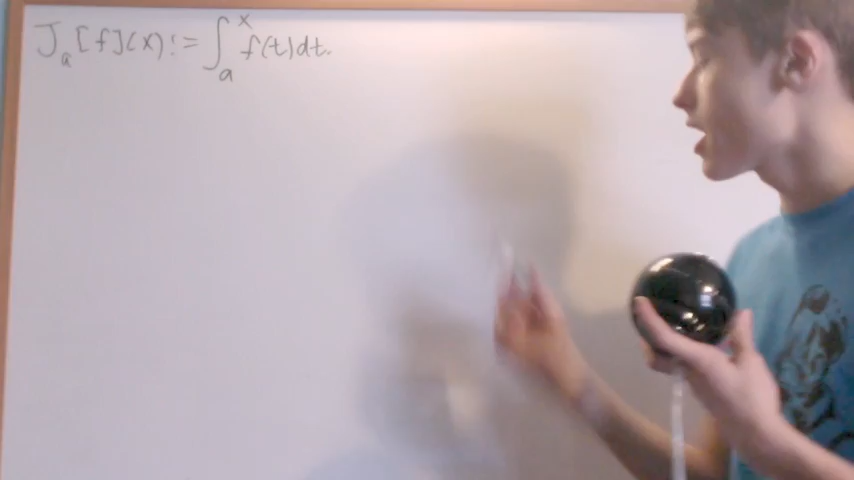 J_a[f](x) := ∫_a^x f(t)dt.